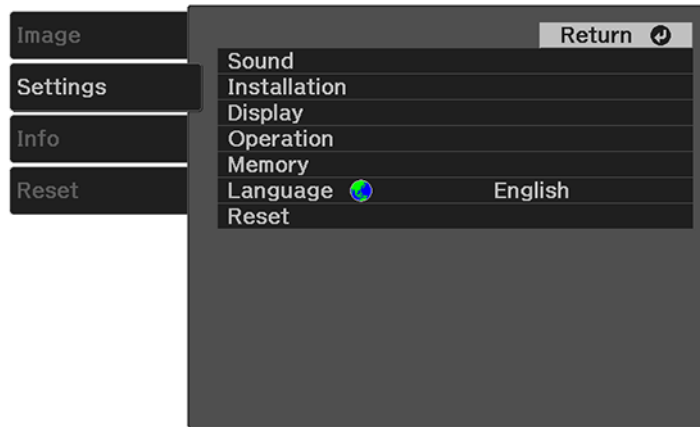 Image
Settings
Info
Reset
Return
Sound
Installation
Display
Operation
Memory
Language English
Reset